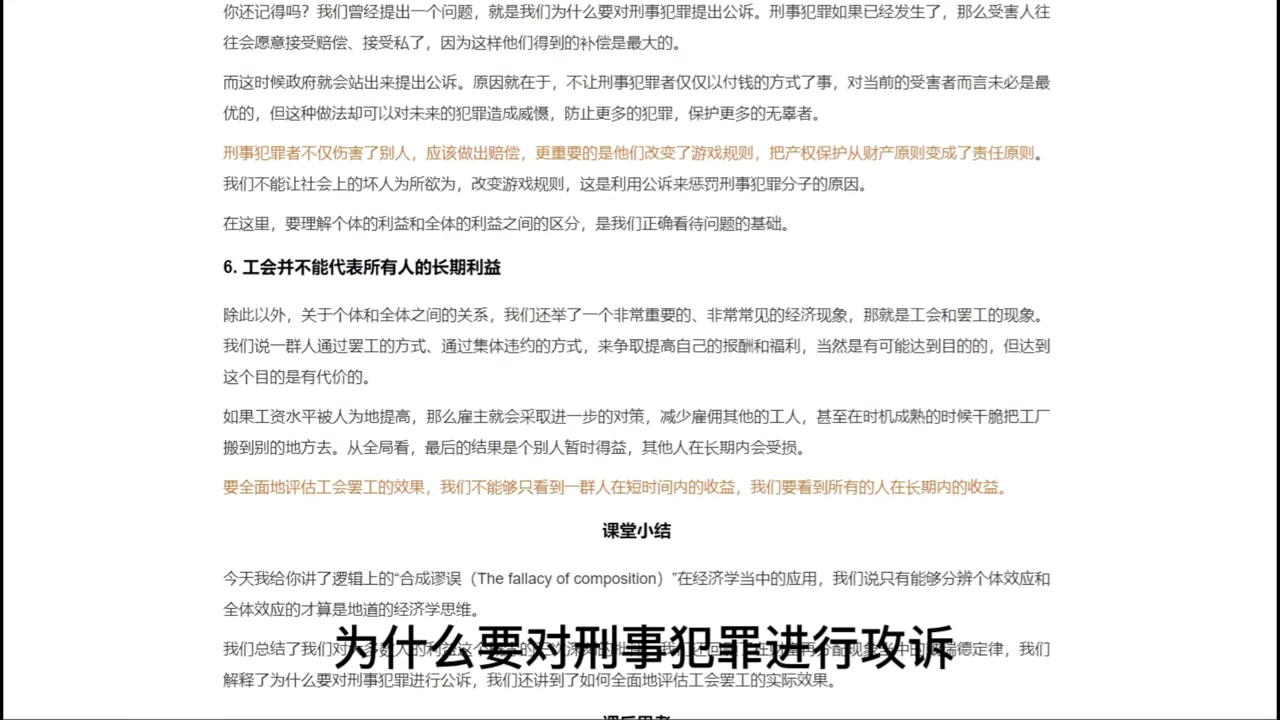 你还记得吗？我们曾经提出一个问题，就是我们为什么要对刑事犯罪提出公诉。刑事犯罪如果已经发生了，那么受害人往
往会愿意接受赔偿、接受私了，因为这样他们得到的补偿是最大的。
而这时候政府就会站出来提出公诉。原因就在于，不让刑事犯罪者仅仅以付钱的方式了事，对当前的受害者而言未必是最
优的，但这种做法却可以对未来的犯罪造成威慑，防止更多的犯罪，保护更多的无辜者。
刑事犯罪者不仅伤害了别人，应该做出赔偿，更重要的是他们改变了游戏规则，把产权保护从财产原则变成了责任原则。
我们不能让社会上的坏人为所欲为，改变游戏规则，这是利用公诉来惩罚刑事犯罪分子的原因。
在这里，要理解个体的利益和全体的利益之间的区分，是我们正确看待问题的基础。
6. 工会并不能代表所有人的长期利益
除此以外，关于个体和全体之间的关系，我们还举了一个非常重要的、非常常见的经济现象，那就是工会和罢工的现象。
我们说一群人通过罢工的方式、通过集体违约的方式，来争取提高自己的报酬和福利，当然是有可能达到目的的，但达到
这个目的是有代价的。
如果工资水平被人为地提高，那么雇主就会采取进一步的对策，减少雇佣其他的工人，甚至在时机成熟的时候干脆把工厂
搬到别的地方去。从全局看，最后的结果是个别人暂时得益，其他人在长期内会受损。
要全面地评估工会罢工的效果，我们不能够只看到一群人在短时间内的收益，我们要看到所有的人在长期内的收益。
课堂小结
今天我给你讲了逻辑上的“合成谬误（The fallacy of composition）”在经济学当中的应用，我们说只有能够分辨个体效应和
全体效应的才算是地道的经济学思维。
我们总结了我们对 定律，我们
为什么要对刑事犯罪进行攻诉
解释了为什么要对刑事犯罪进行公诉，我们还讲到了如何全面地评估工会罢工的实际效果。